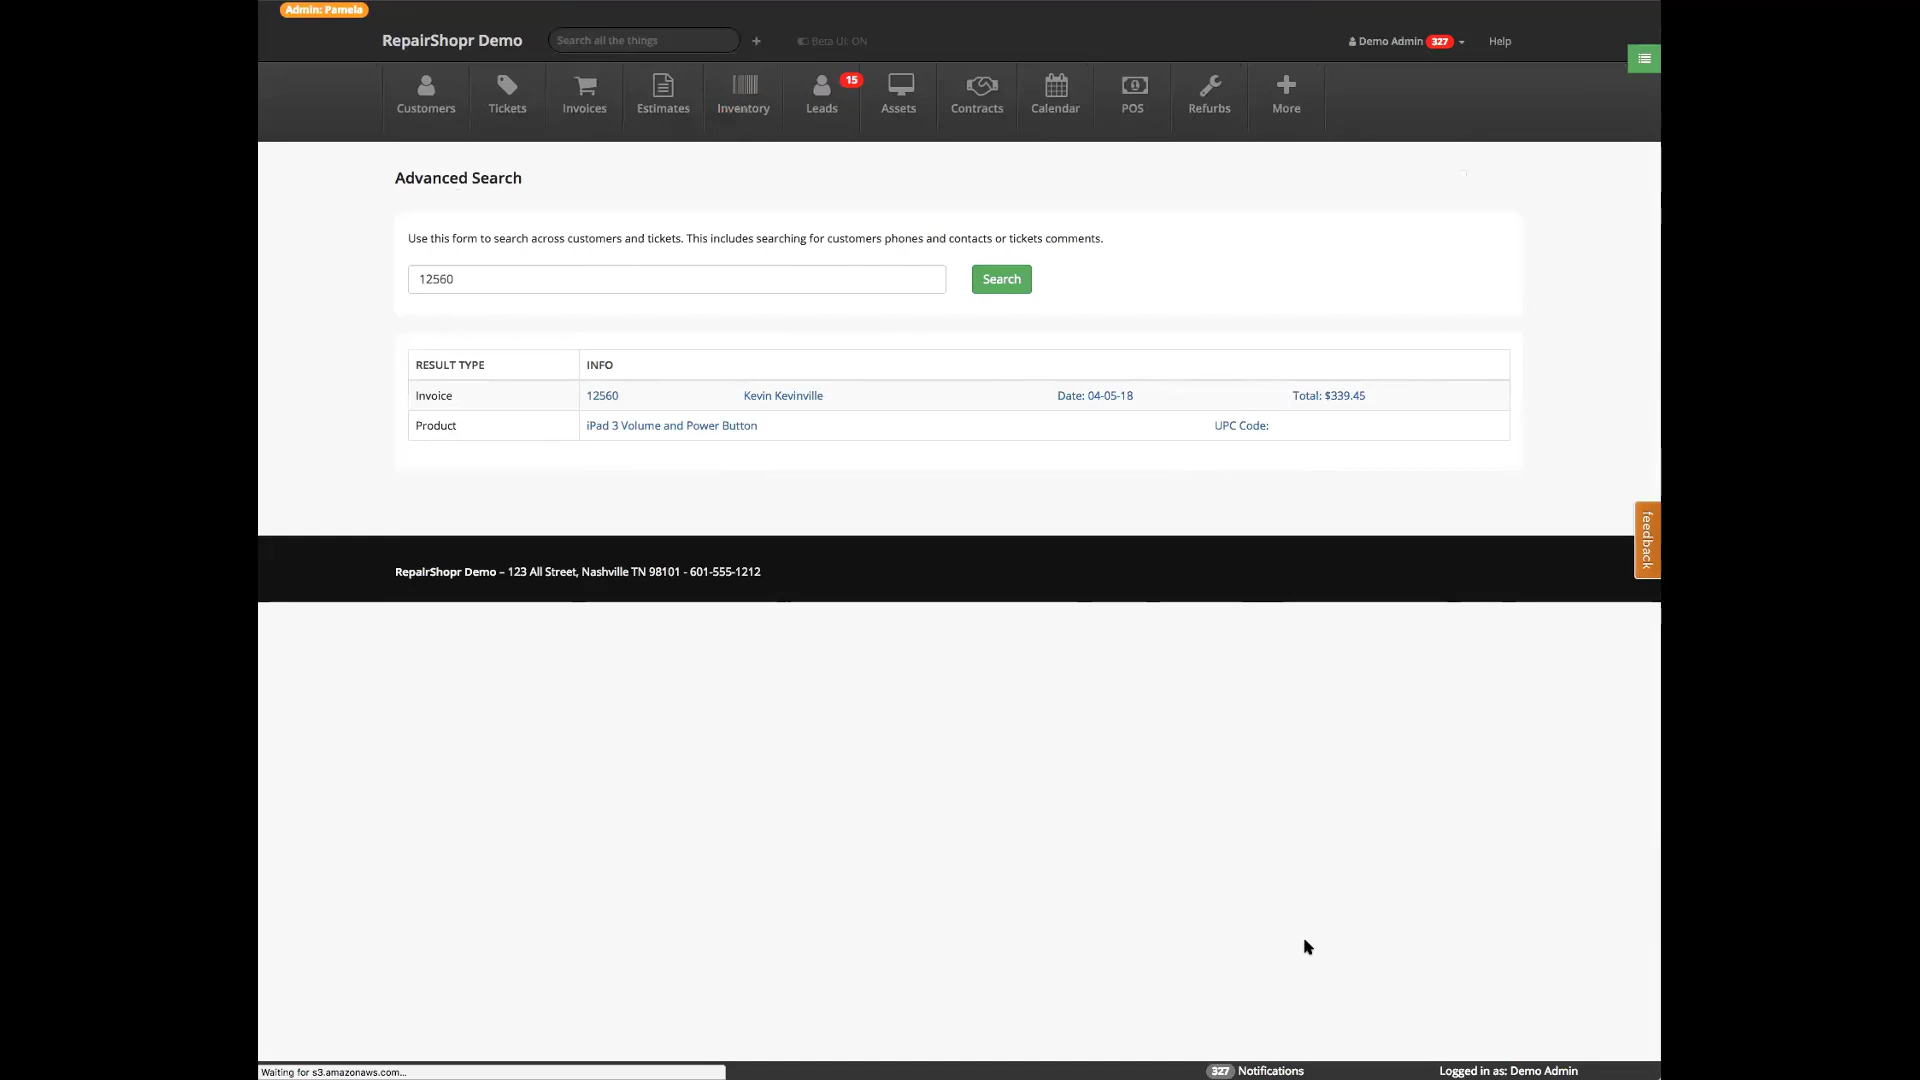 Admin: Pamela
RepairShopr Demo
Search all the things
Beta UI: ON
Demo Admin 327
Help
Customers
Tickets
Invoices
Estimates
Inventory
Leads
15
Assets
Contracts
Calendar
POS
Refurbs
More
Advanced Search
Use this form to search across customers and tickets. This includes searching for customers phones and contacts or tickets comments.
12560
Search
RESULT TYPE INFO
Invoice 12560 Kevin Kevinville Date: 04-05-18 Total: $339.45
Product iPad 3 Volume and Power Button UPC Code:
feedback
RepairShopr Demo – 123 All Street, Nashville TN 98101 - 601-555-1212
Waiting for s3.amazonaws.com...
327 Notifications
Logged in as: Demo Admin